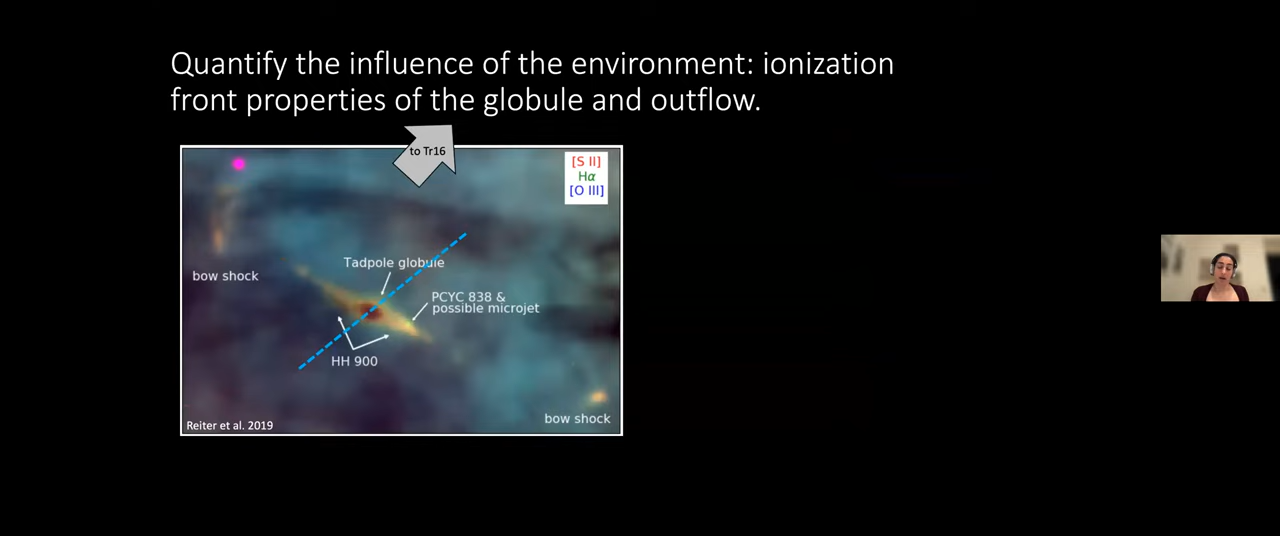 Quantify the influence of the environment: ionization
front properties of the globule and outflow.
to Tr16
[S II]
Hα
[O III]
Tadpole globule
bow shock
PCYC 838 &
possible microjet
HH 900
bow shock
Reiter et al. 2019